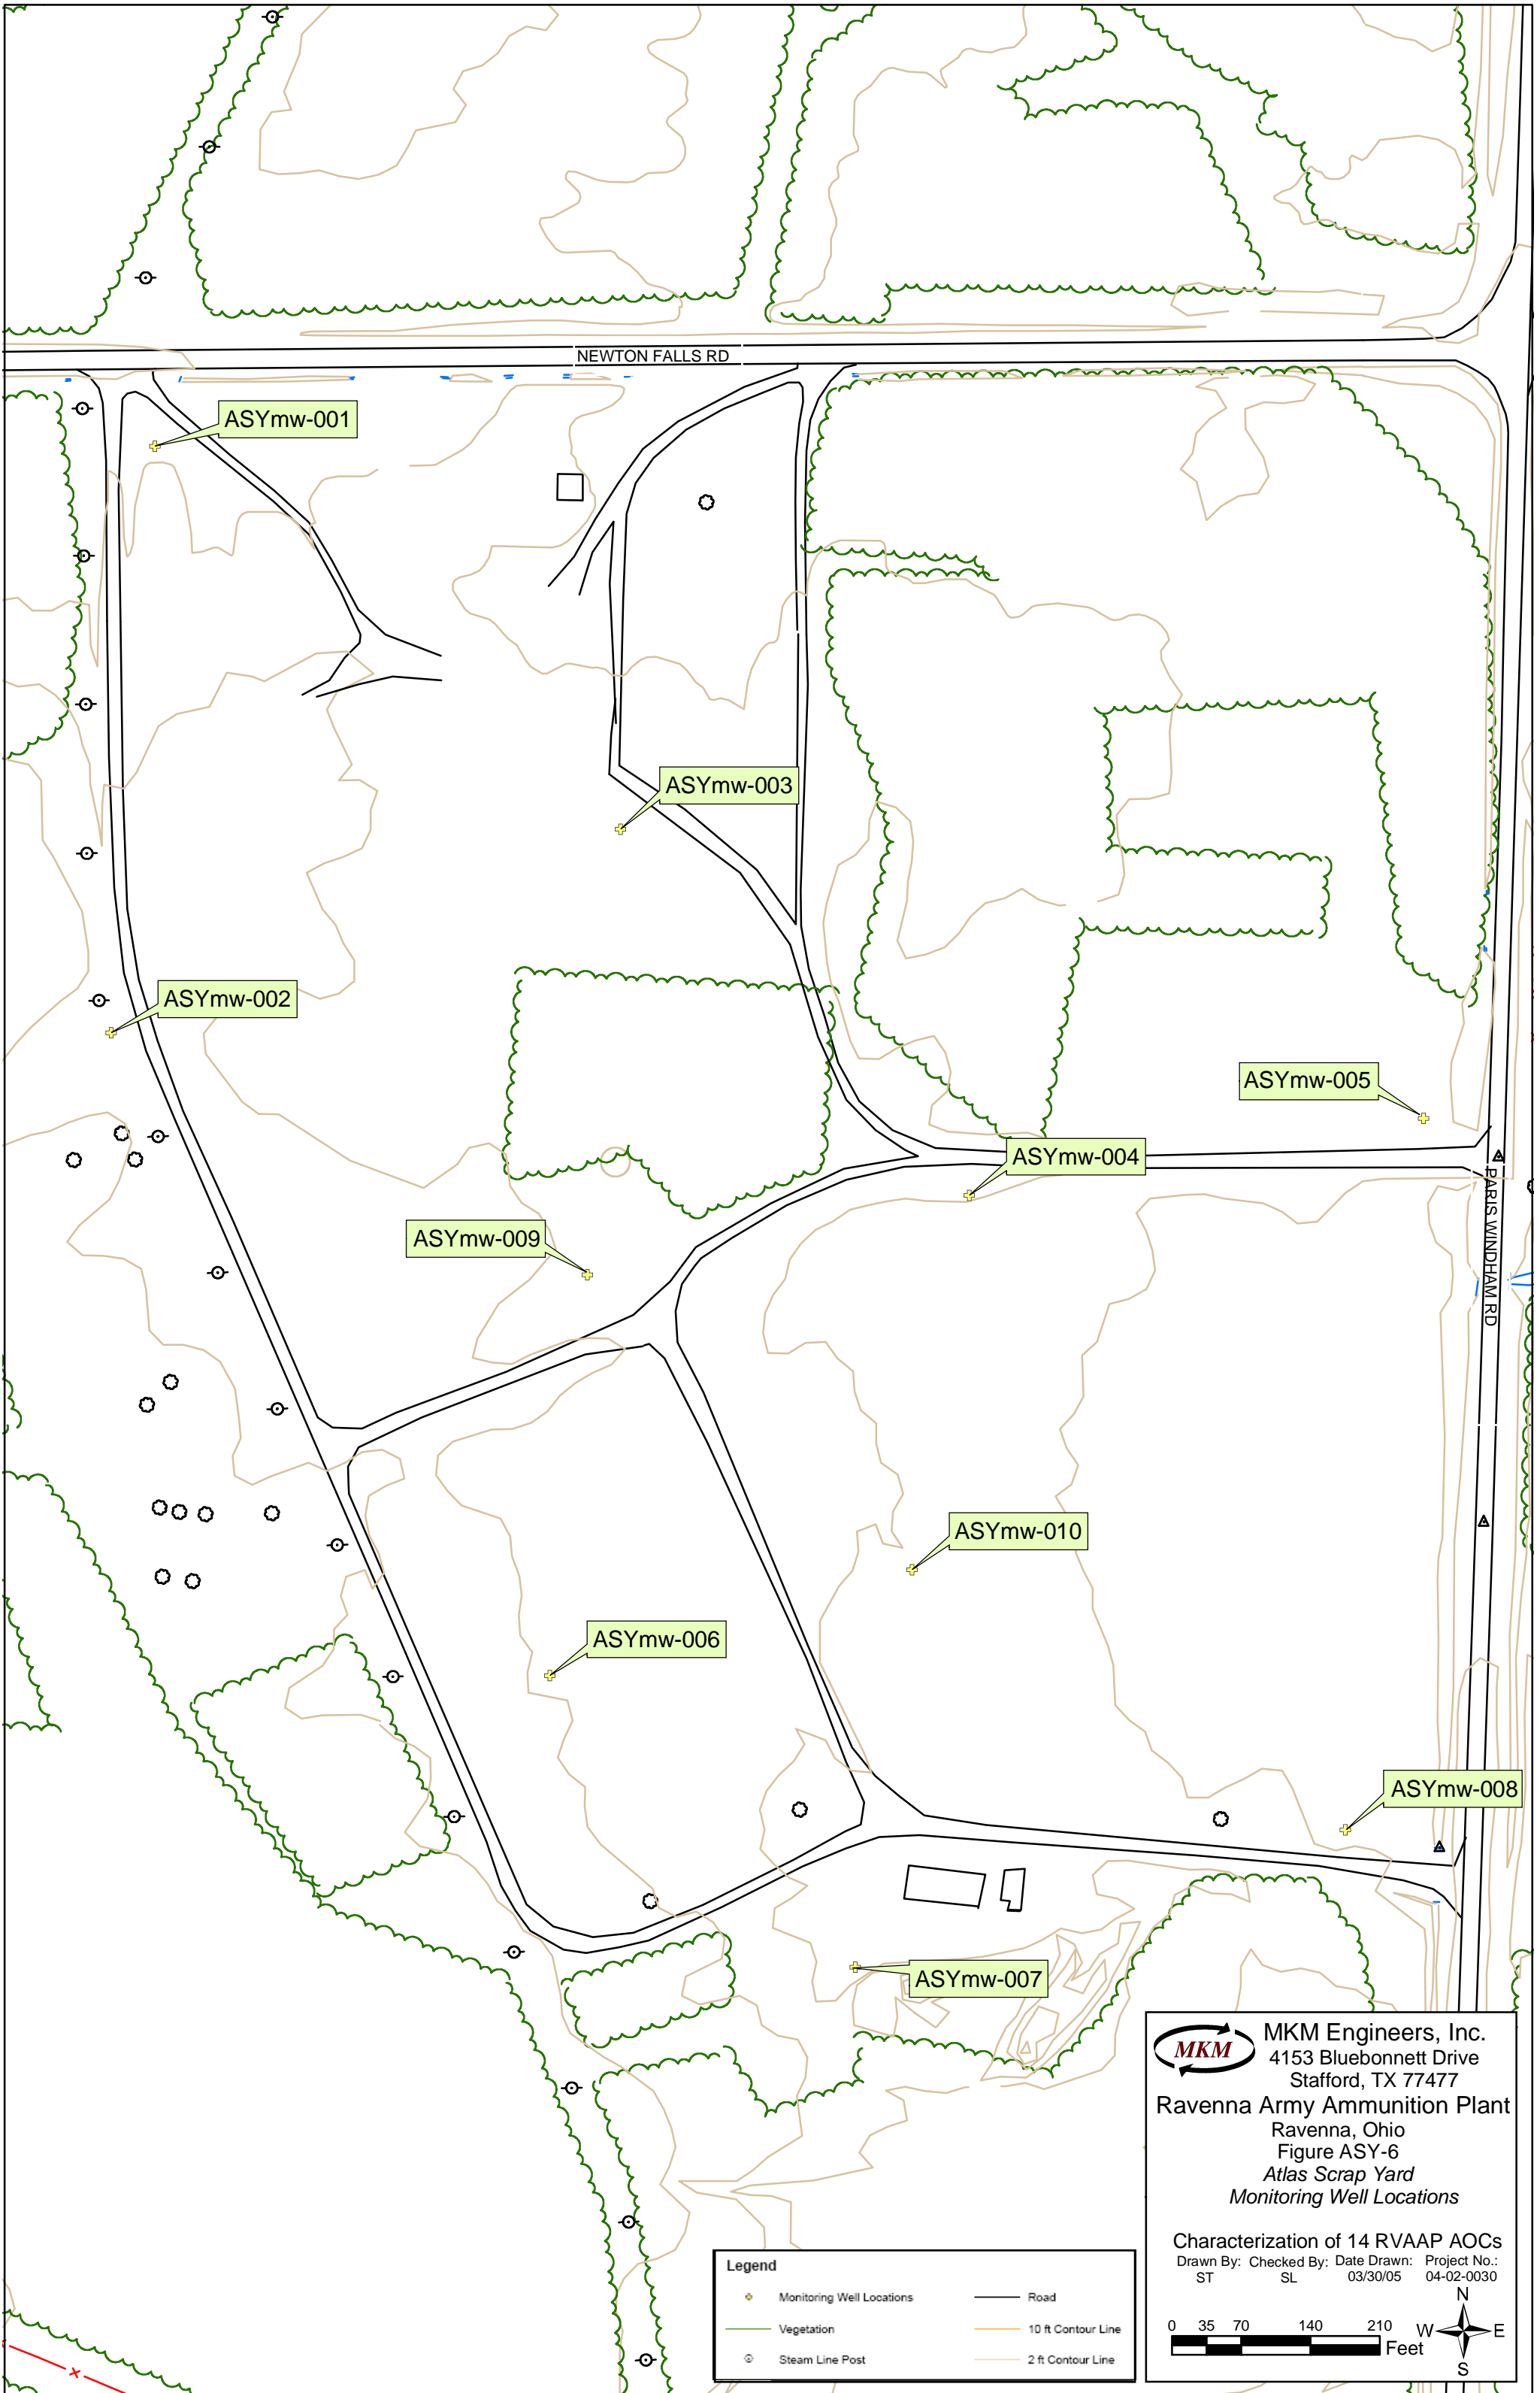 NEWTON FALLS RD
ASYmw-001
ASYmw-003
ASYmw-002
ASYmw-005
ASYmw-004
PARIS WINDHAM RD
ASYmw-009
ASYmw-010
ASYmw-006
ASYmw-008
ASYmw-007
MKM
MKM Engineers, Inc.
4153 Bluebonnett Drive
Stafford, TX 77477
Ravenna Army Ammunition Plant
Ravenna, Ohio
Figure ASY-6
Atlas Scrap Yard
Monitoring Well Locations
Characterization of 14 RVAAP AOCs
Drawn By: Checked By: Date Drawn: Project No.:
ST SL 03/30/05 04-02-0030
N
W E
S
0 35 70 140 210
Feet
Legend
Monitoring Well Locations Road
Vegetation 10 ft Contour Line
Steam Line Post 2 ft Contour Line